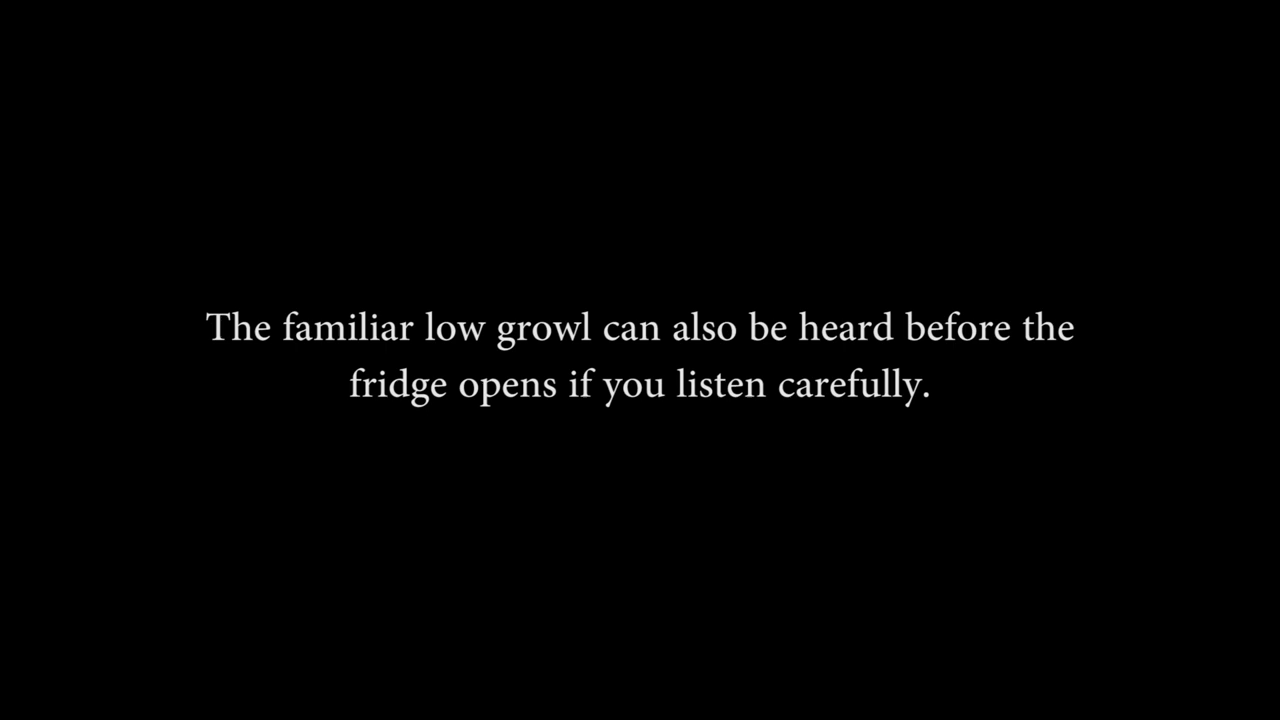 The familiar low growl can also be heard before the
fridge opens if you listen carefully.